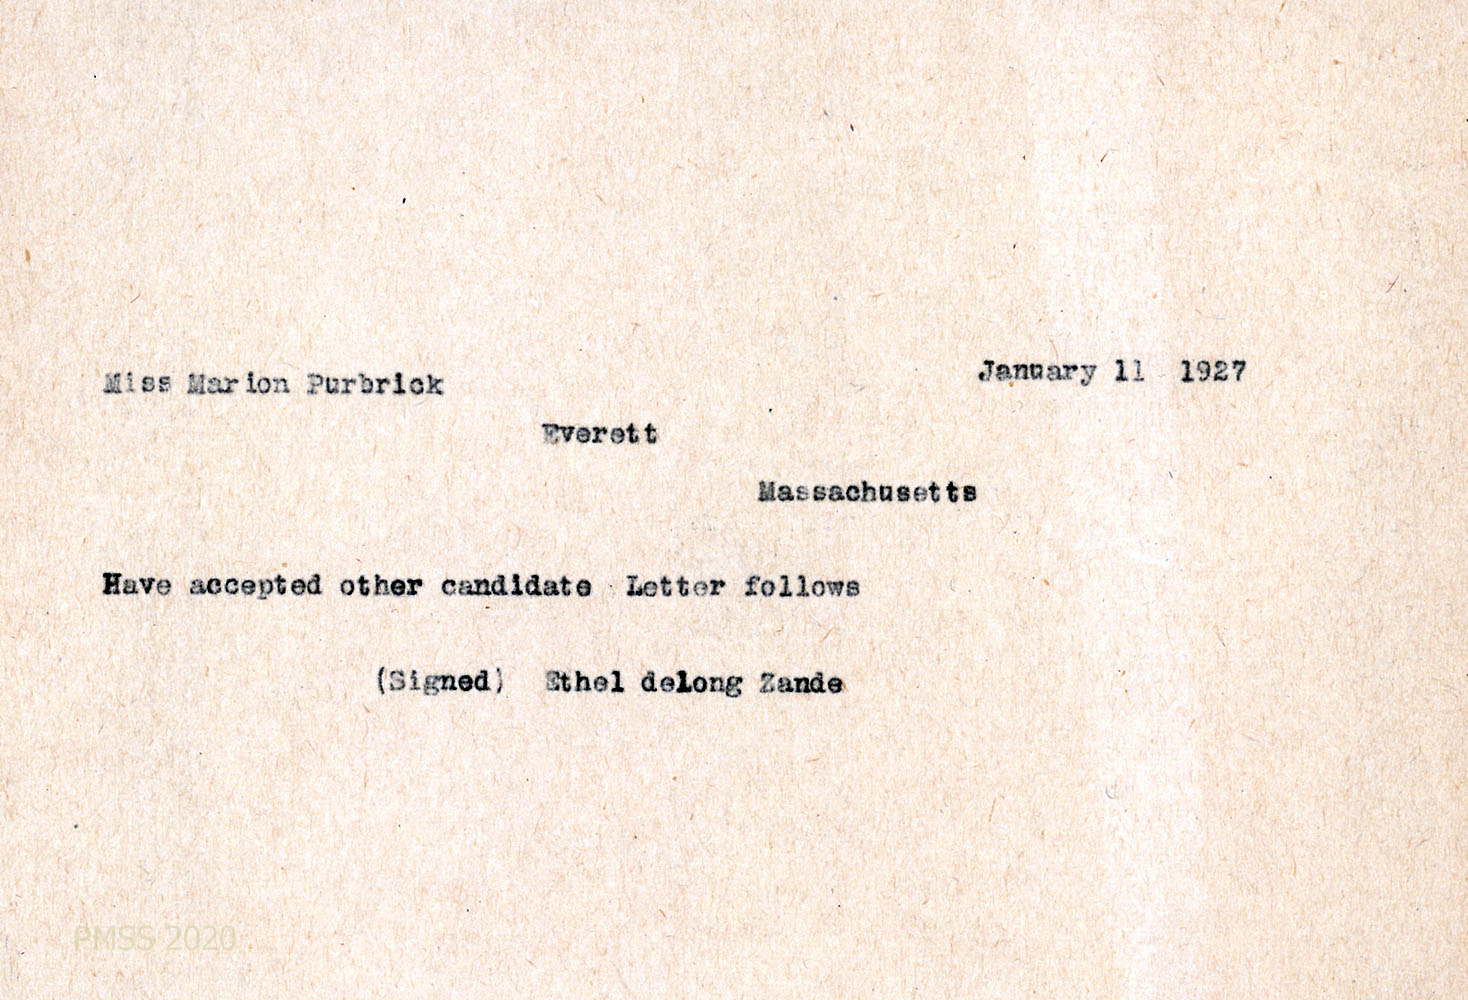 Miss Marion Purbrick January 11 1927
Everett
Massachusetts
Have accepted other candidate Letter follows
(Signed) Ethel delong Zande
PMSS 2020